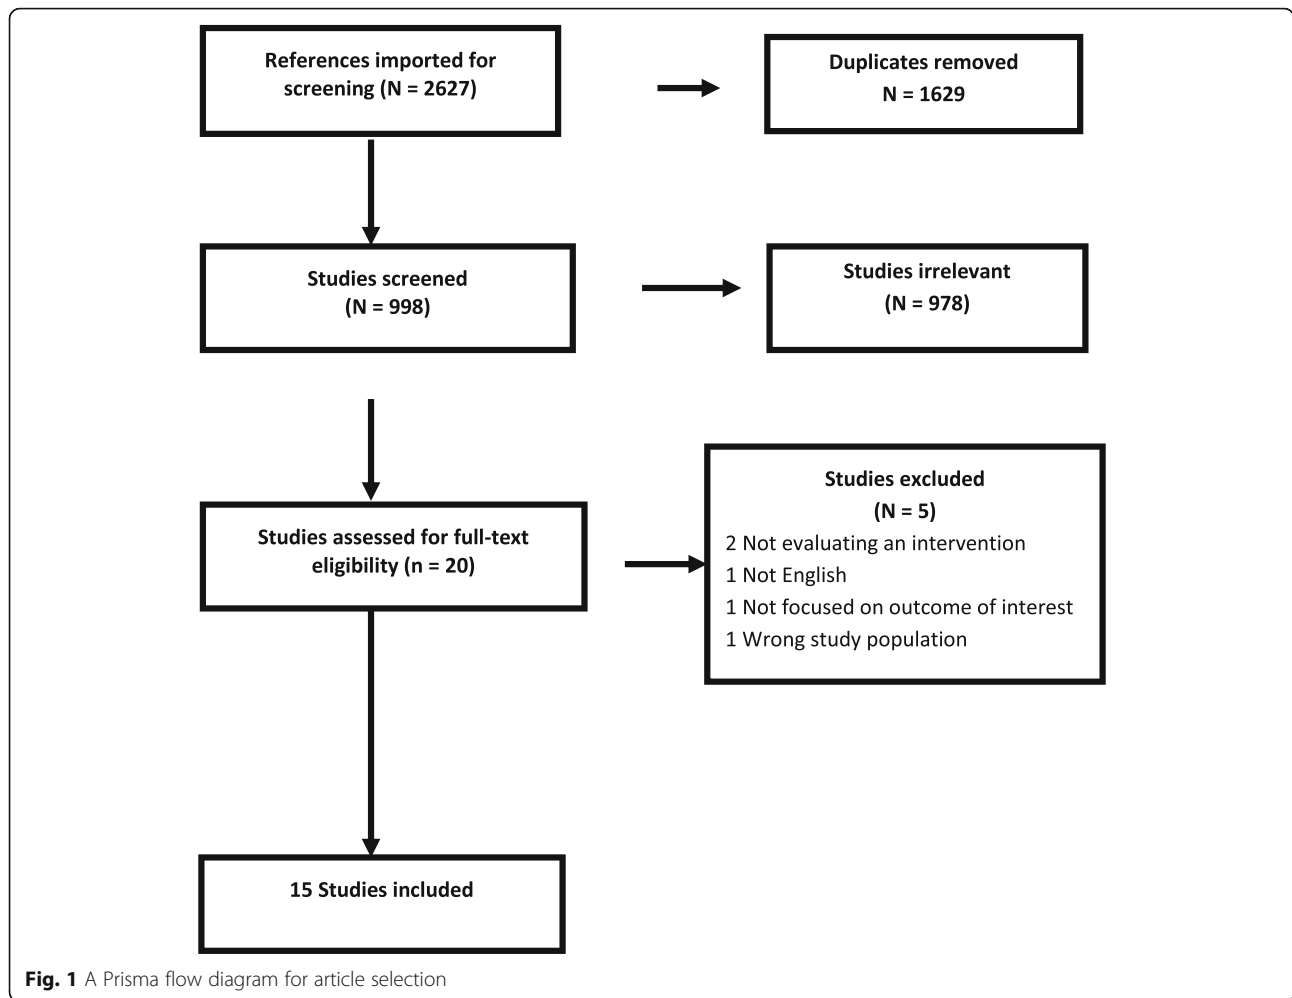 References imported for
screening (N = 2627)
Duplicates removed
N = 1629
Studies screened
(N = 998)
Studies irrelevant
(N = 978)
Studies assessed for full-text
eligibility (n = 20)
Studies excluded
(N = 5)
2 Not evaluating an intervention
1 Not English
1 Not focused on outcome of interest
1 Wrong study population
15 Studies included
Fig. 1 A Prisma flow diagram for article selection